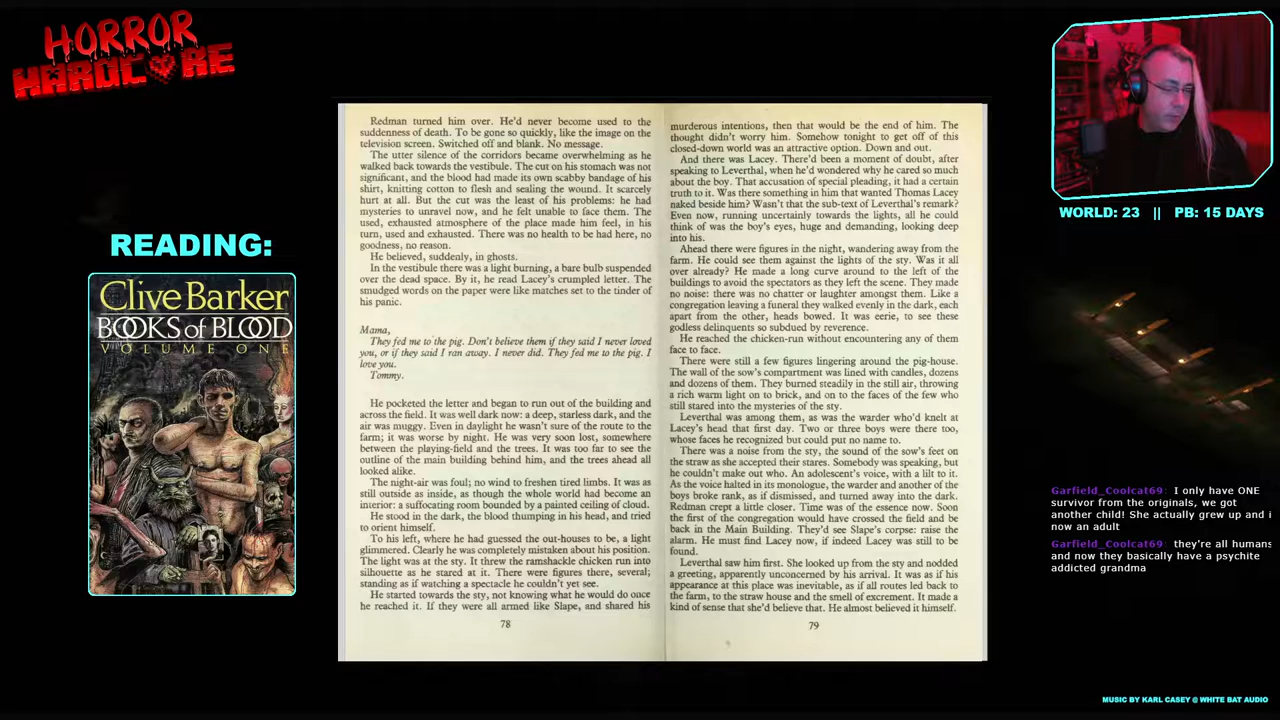 HORROR
HARDCORE
READING:
Clive Barker
BOOKS of BLOOD
VOLUME ONE
Redman turned him over. He'd never become used to the
suddenness of death. To be gone so quickly, like the image on the
television screen. Switched off and blank. No message.
The utter silence of the corridors became overwhelming as he
walked back towards the vestibule. The cut on his stomach was not
significant, and the blood had made its own scabby bandage of his
shirt, knitting cotton to flesh and sealing the wound. It scarcely
hurt at all. But the cut was the least of his problems: he had
mysteries to unravel now, and he felt unable to face them. The
used, exhausted atmosphere of the place made him feel, in his
turn, used and exhausted. There was no health to be had here, no
goodness, no reason.
He believed, suddenly, in ghosts.
In the vestibule there was a light burning, a bare bulb suspended
over the dead space. By it, he read Lacey's crumpled letter. The
smudged words on the paper were like matches set to the tinder of
his panic.
Mama,
They fed me to the pig. Don't believe them if they said I never loved
you, or if they said I ran away. I never did. They fed me to the pig. I
love you.
Tommy.
He pocketed the letter and began to run out of the building and
across the field. It was well dark now: a deep, starless dark, and the
air was muggy. Even in daylight he wasn't sure of the route to the
farm; it was worse by night. He was very soon lost, somewhere
between the playing-field and the trees. It was too far to see the
outline of the main building behind him, and the trees ahead all
looked alike.
The night-air was foul; no wind to freshen tired limbs. It was as
still outside as inside, as though the whole world had become an
interior: a suffocating room bounded by a painted ceiling of cloud.
He stood in the dark, the blood thumping in his head, and tried
to orient himself.
To his left, where he had guessed the out-houses to be, a light
glimmered. Clearly he was completely mistaken about his position.
The light was at the sty. It threw the ramshackle chicken run into
silhouette as he stared at it. There were figures there, several;
standing as if watching a spectacle he couldn't yet see.
He started towards the sty, not knowing what he would do once
he reached it. If they were all armed like Slape, and shared his
78
murderous intentions, then that would be the end of him. The
thought didn't worry him. Somehow tonight to get off of this
closed-down world was an attractive option. Down and out.
And there was Lacey. There'd been a moment of doubt, after
speaking to Leverthal, when he'd wondered why he cared so much
about the boy. That accusation of special pleading, it had a certain
truth to it. Was there something in him that wanted Thomas Lacey
naked beside him? Wasn't that the sub-text of Leverthal's remark?
Even now, running uncertainly towards the lights, all he could
think of was the boy's eyes, huge and demanding, looking deep
into his.
Ahead there were figures in the night, wandering away from the
farm. He could see them against the lights of the sty. Was it all
over already? He made a long curve around to the left of the
buildings to avoid the spectators as they left the scene. They made
no noise: there was no chatter or laughter amongst them. Like a
congregation leaving a funeral they walked evenly in the dark, each
apart from the other, heads bowed. It was eerie, to see these
godless delinquents so subdued by reverence.
He reached the chicken-run without encountering any of them
face to face.
There were still a few figures lingering around the pig-house.
The wall of the sow's compartment was lined with candles, dozens
and dozens of them. They burned steadily in the still air, throwing
a rich warm light on to brick, and on to the faces of the few who
still stared into the mysteries of the sty.
Leverthal was among them, as was the warder who'd knelt at
Lacey's head that first day. Two or three boys were there too,
whose faces he recognized but could put no name to.
There was a noise from the sty, the sound of the sow's feet on
the straw as she accepted their stares. Somebody was speaking, but
he couldn't make out who. An adolescent's voice, with a lilt to it.
As the voice halted in its monologue, the warder and another of the
boys broke rank, as if dismissed, and turned away into the dark.
Redman crept a little closer. Time was of the essence now. Soon
the first of the congregation would have crossed the field and be
back in the Main Building. They'd see Slape's corpse: raise the
alarm. He must find Lacey now, if indeed Lacey was still to be
found.
Leverthal saw him first. She looked up from the sty and nodded
a greeting, apparently unconcerned by his arrival. It was as if his
appearance at this place was inevitable, as if all routes led back to
the farm, to the straw house and the smell of excrement. It made a
kind of sense that she'd believe that. He almost believed it himself.
79
WORLD: 23 || PB: 15 DAYS
Garfield_Coolcat69: I only have ONE
survivor from the originals, we got
another child! She actually grew up and i
now an adult
Garfield_Coolcat69: they're all humans
and now they basically have a psychite
addicted grandma
MUSIC BY KARL CASEY @ WHITE BAT AUDIO